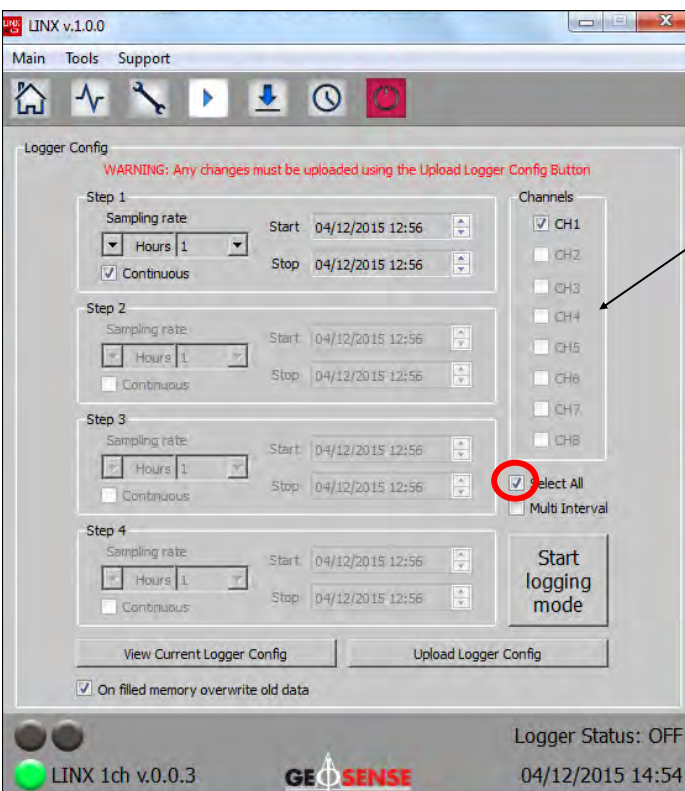 LINX v.1.0.0
Main Tools Support
Logger Config
WARNING: Any changes must be uploaded using the Upload Logger Config Button
Step 1
Sampling rate
Hours 1
Continuous
Start 04/12/2015 12:56
Stop 04/12/2015 12:56
Step 2
Sampling rate
Hours 1
Continuous
Start 04/12/2015 12:56
Stop 04/12/2015 12:56
Step 3
Sampling rate
Hours 1
Continuous
Start 04/12/2015 12:56
Stop 04/12/2015 12:56
Step 4
Sampling rate
Hours 1
Continuous
Start 04/12/2015 12:56
Stop 04/12/2015 12:56
Channels
CH1
CH2
CH3
CH4
CH5
CH6
CH7
CH8
Select All
Multi Interval
Start
logging
mode
View Current Logger Config
Upload Logger Config
On filled memory overwrite old data
Logger Status: OFF
LINX 1ch v.0.0.3
GEOSENSE
04/12/2015 14:54